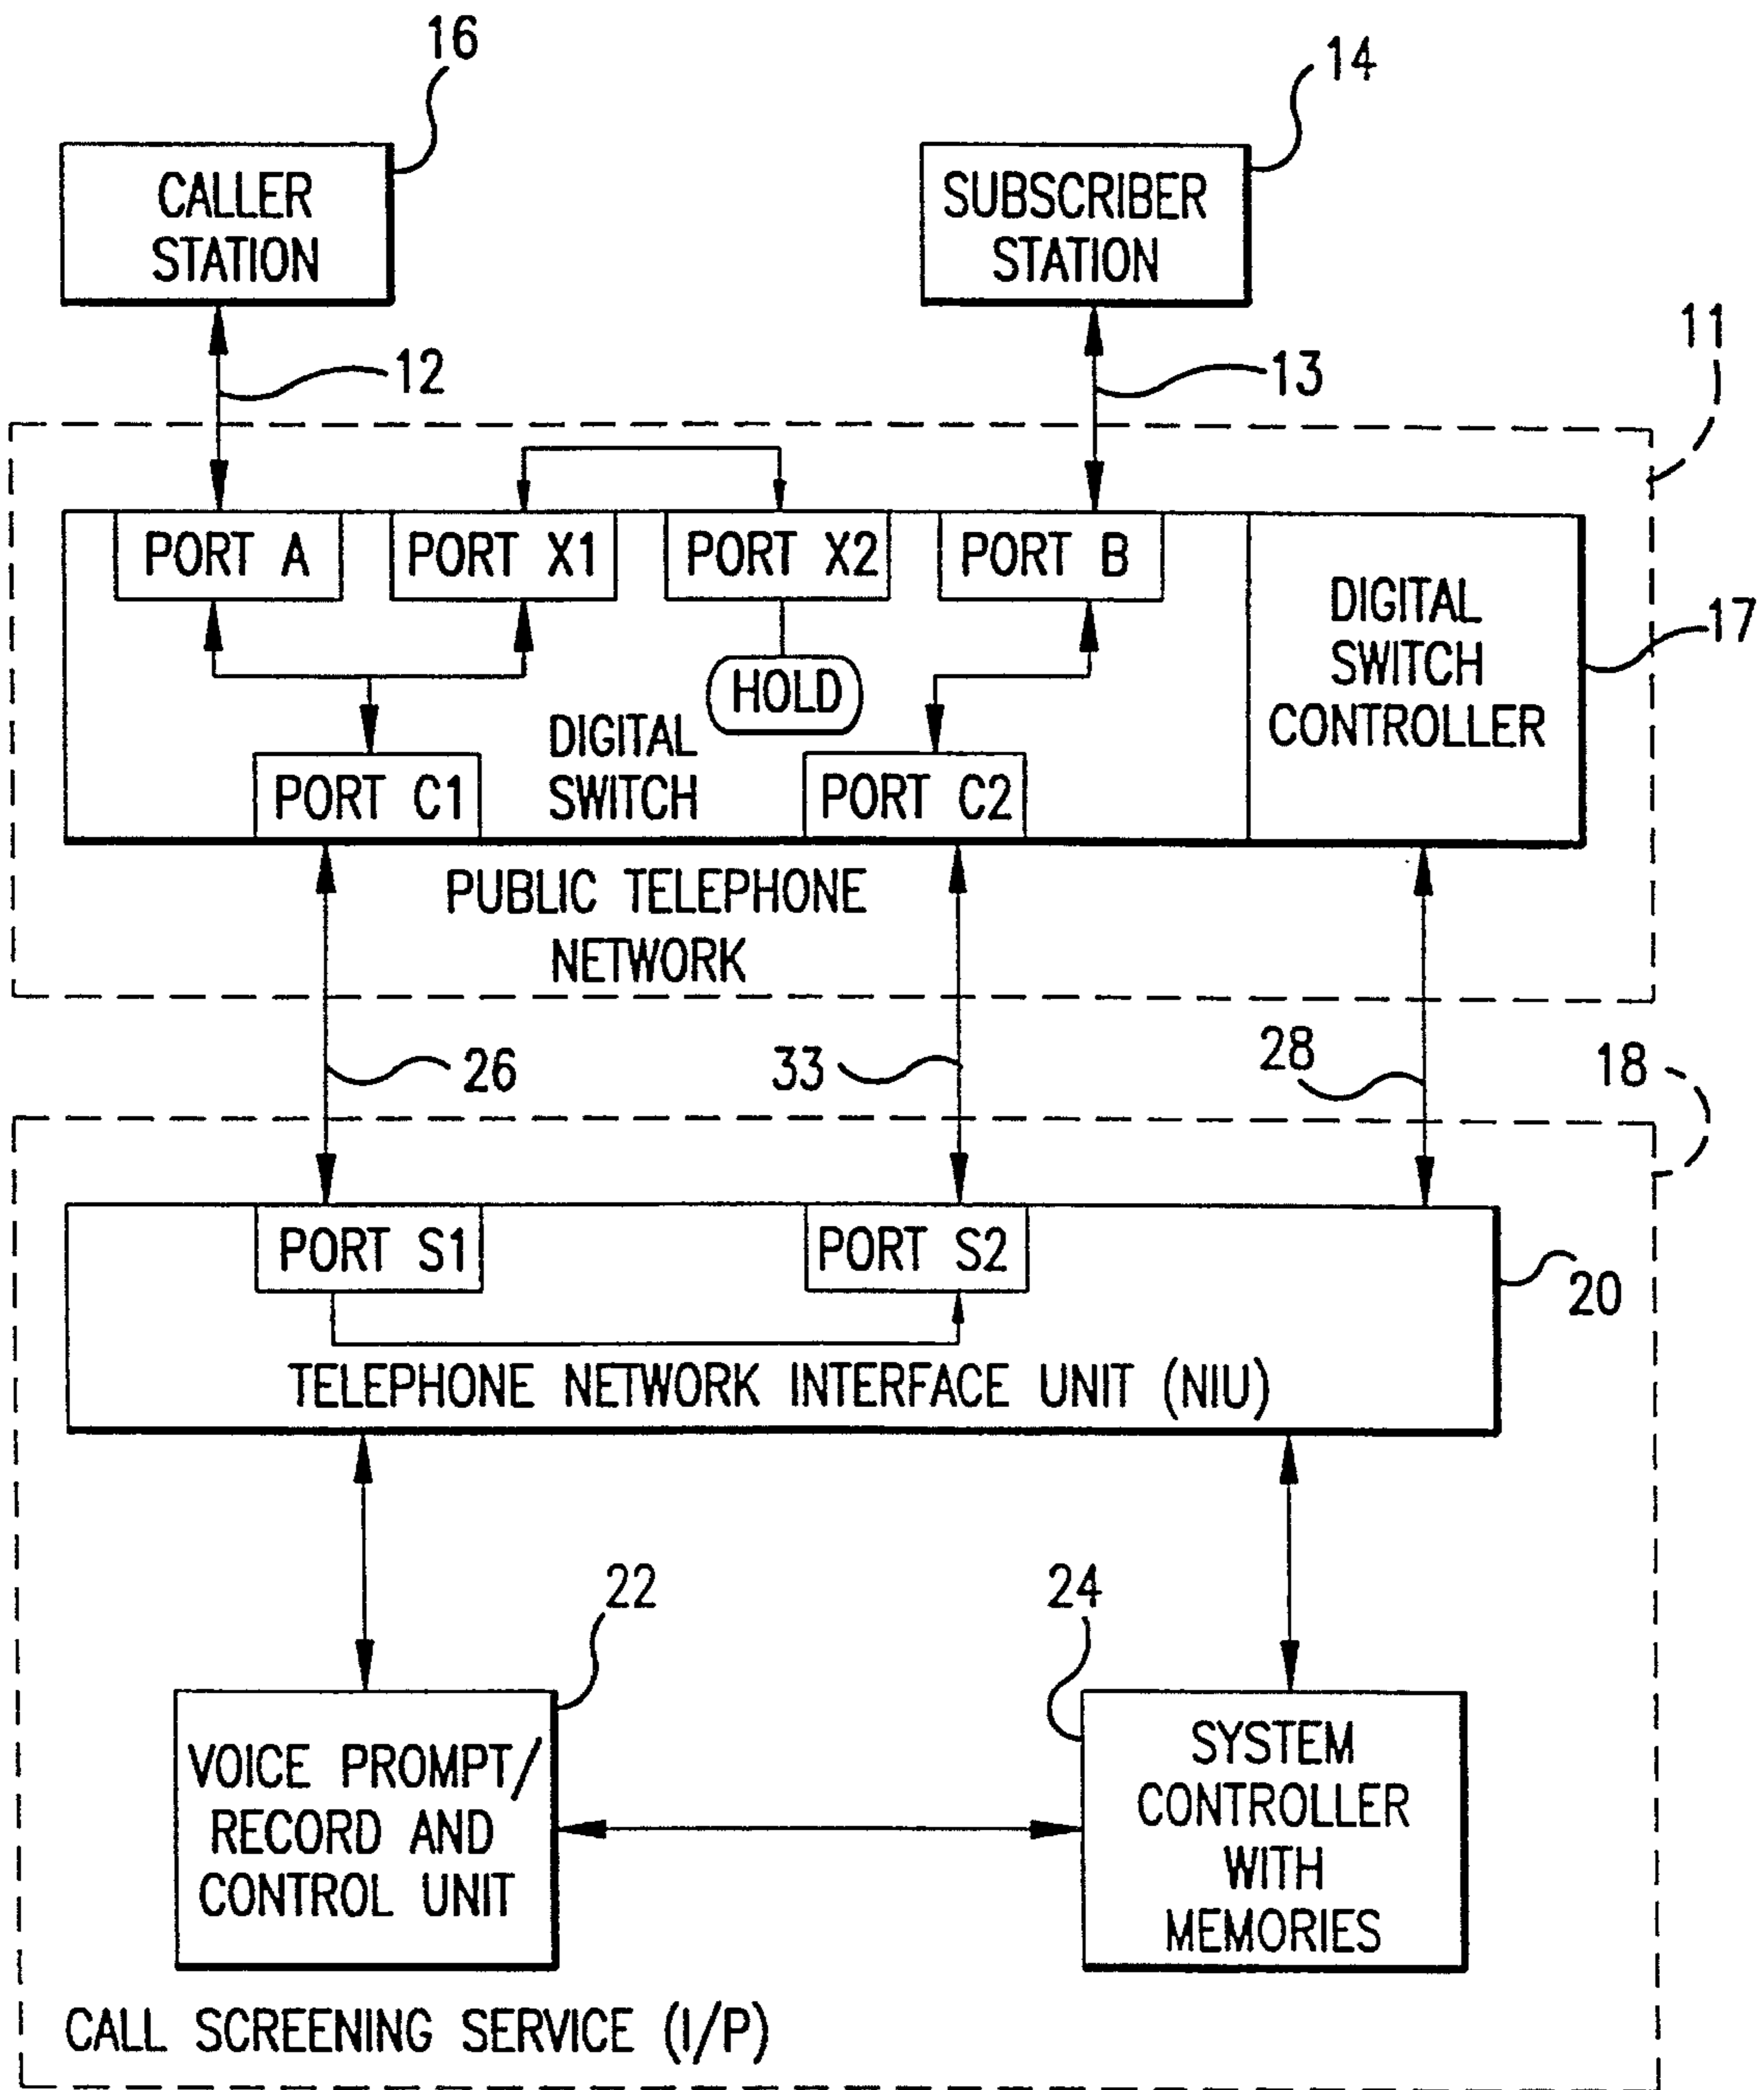 16
14
CALLER
STATION
SUBSCRIBER
STATION
11
12
13
PORT A
PORT X1
PORT X2
PORT B
DIGITAL
SWITCH
CONTROLLER
17
HOLD
DIGITAL
SWITCH
PORT C1
PORT C2
PUBLIC TELEPHONE
NETWORK
26
33
28
18
PORT S1
PORT S2
20
TELEPHONE NETWORK INTERFACE UNIT (NIU)
22
24
VOICE PROMPT/
RECORD AND
CONTROL UNIT
SYSTEM
CONTROLLER
WITH
MEMORIES
CALL SCREENING SERVICE (I/P)